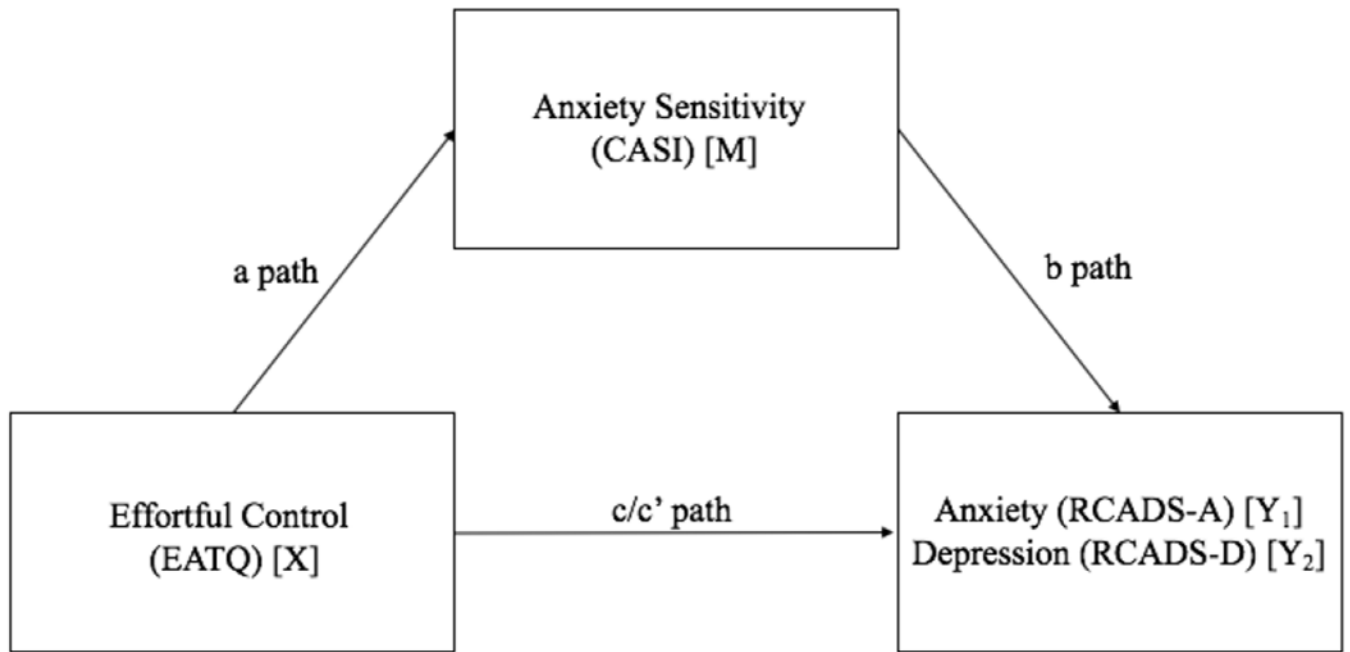 Anxiety Sensitivity
(CASI) [M]
a path
b path
Effortful Control
(EATQ) [X]
c/c’ path
Anxiety (RCADS-A) [Y₁]
Depression (RCADS-D) [Y₂]